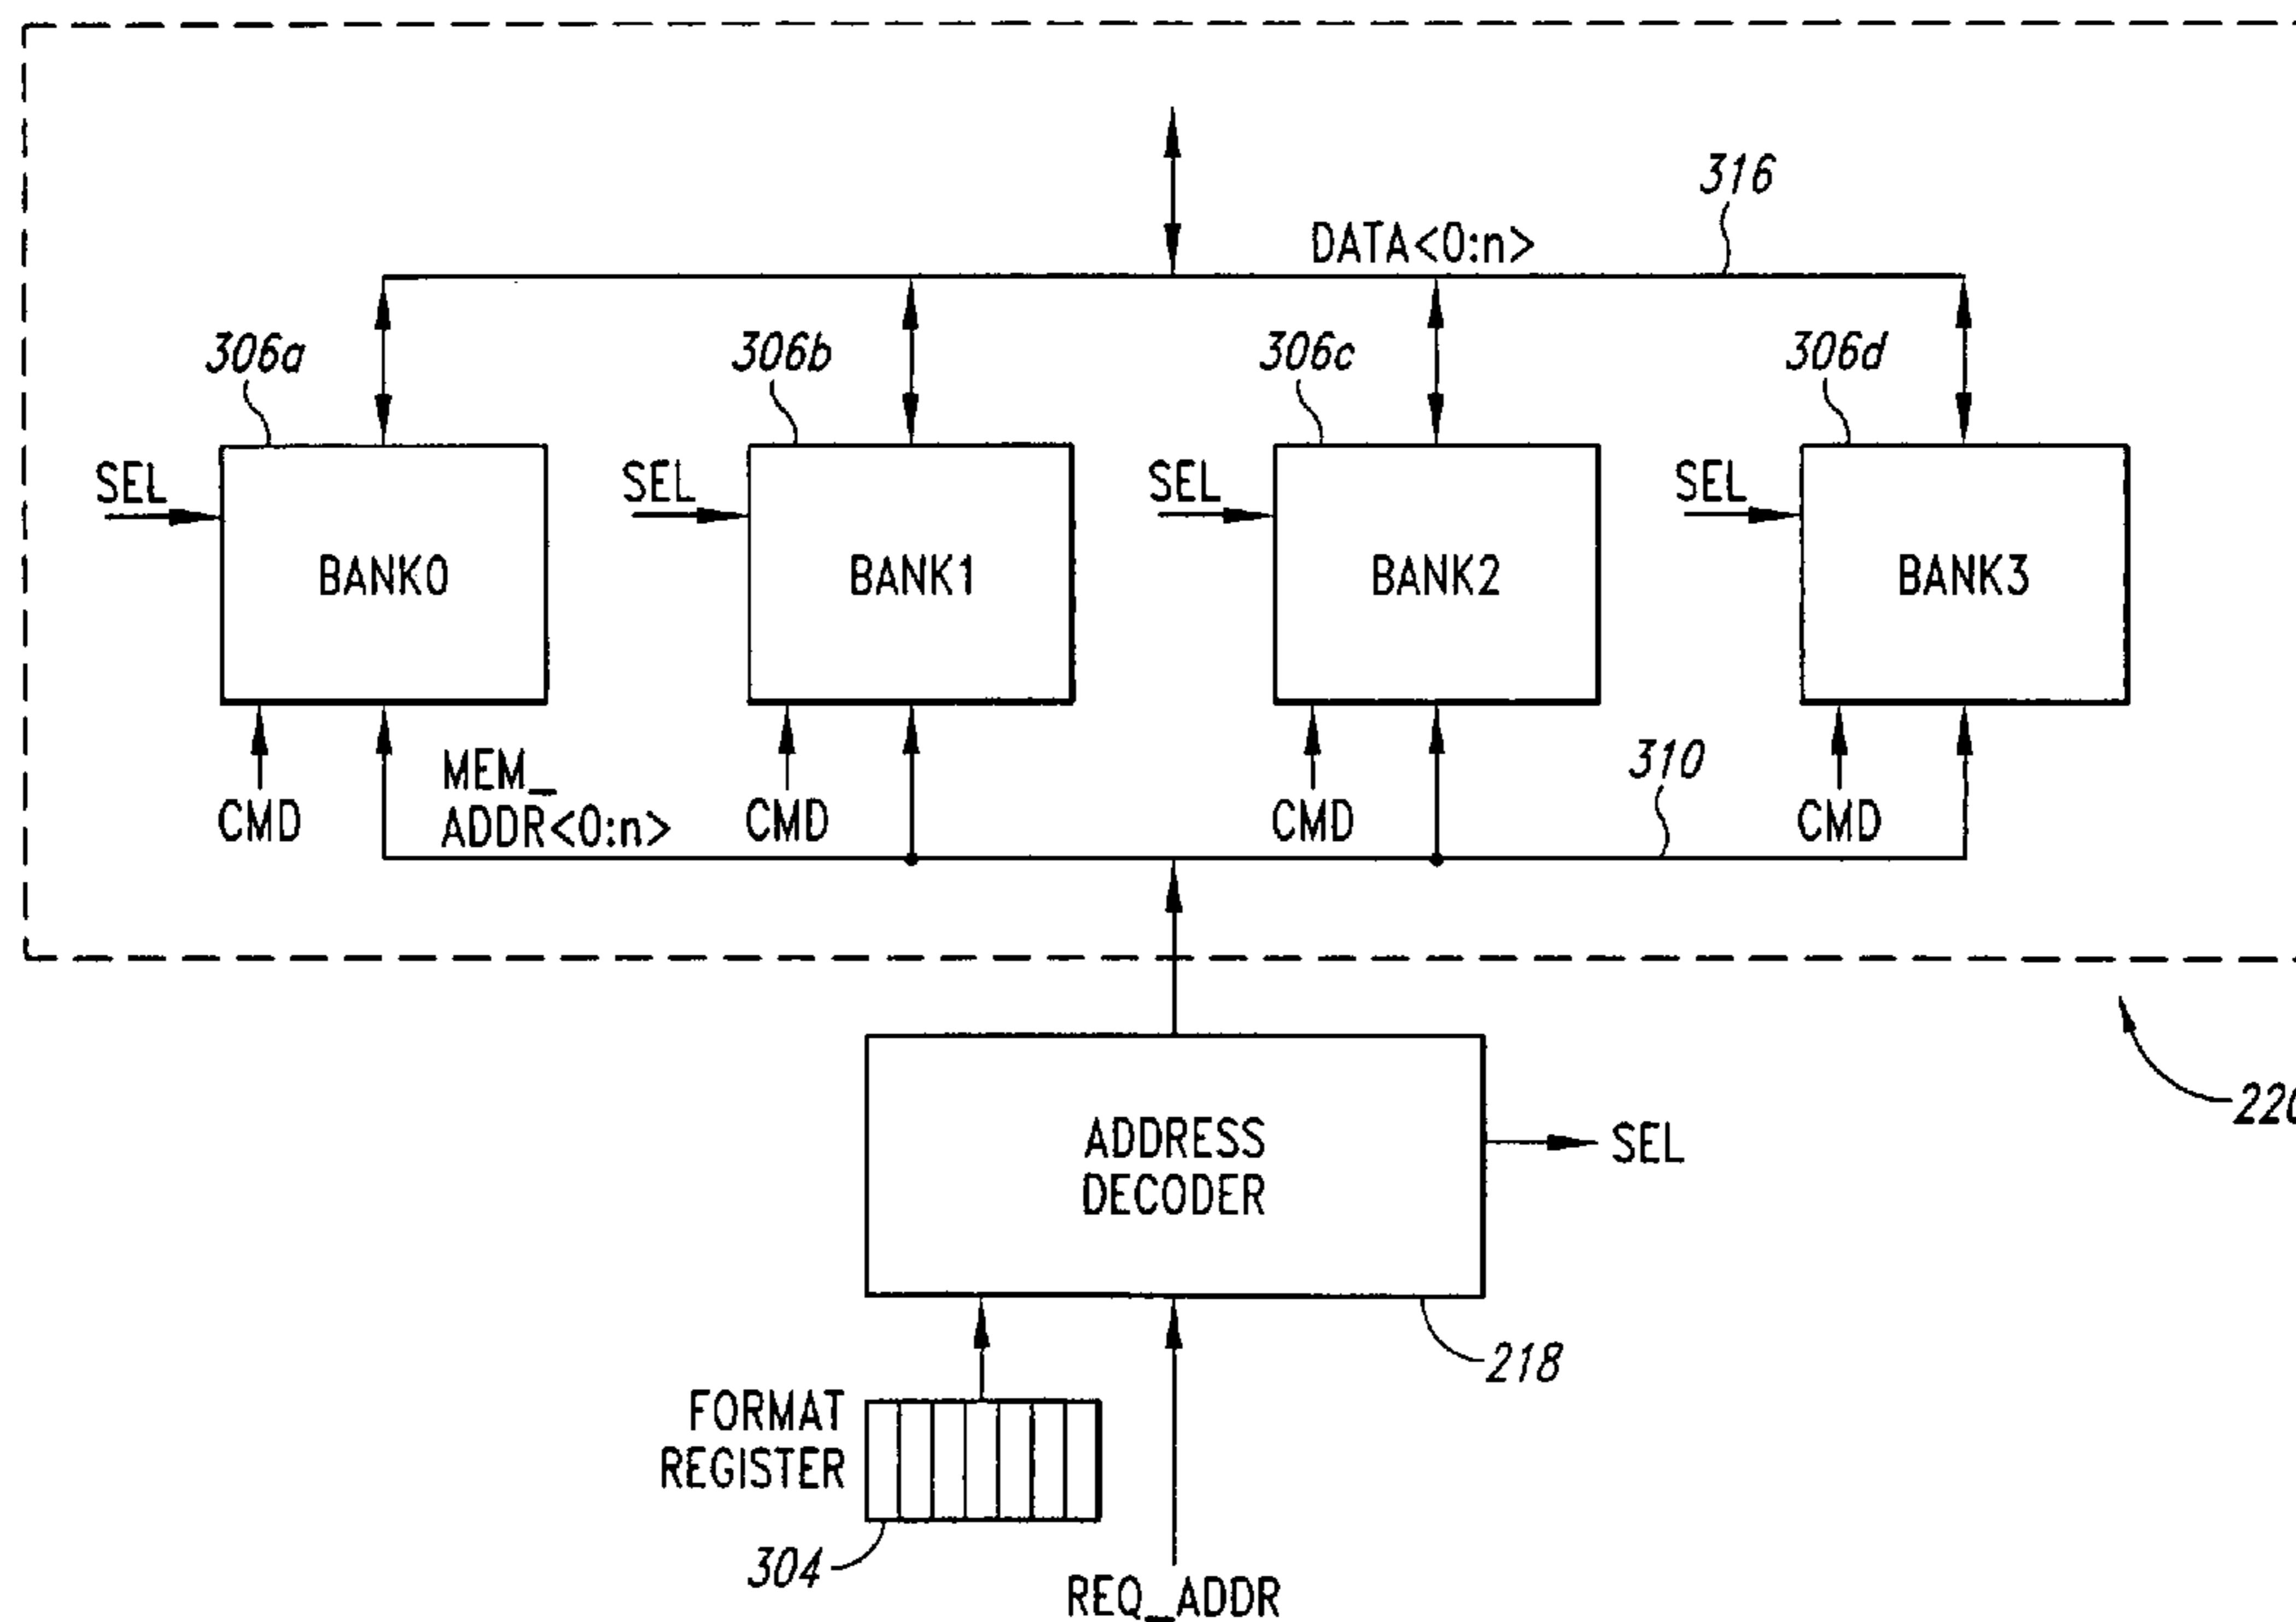 316
DATA<0:n>
306a
306b
306c
306d
SEL
SEL
SEL
SEL
BANK0
BANK1
BANK2
BANK3
MEM_
ADDR<0:n>
310
CMD
CMD
CMD
CMD
220
ADDRESS
DECODER
SEL
218
FORMAT
REGISTER
304
REQ_ADDR